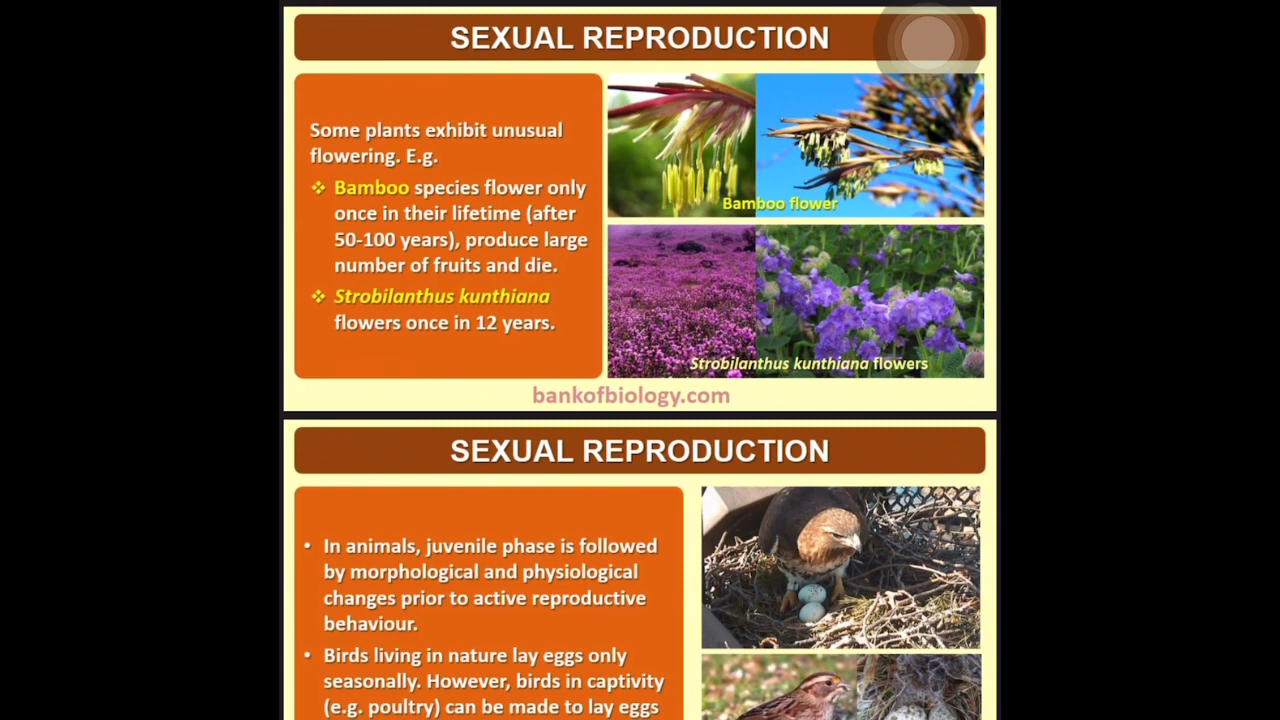 SEXUAL REPRODUCTION
Some plants exhibit unusual
flowering. E.g.
❖ Bamboo species flower only
once in their lifetime (after
50-100 years), produce large
number of fruits and die.
❖ Strobilanthus kunthiana
flowers once in 12 years.
Bamboo flower
Strobilanthus kunthiana flowers
bankofbiology.com
SEXUAL REPRODUCTION
• In animals, juvenile phase is followed
by morphological and physiological
changes prior to active reproductive
behaviour.
• Birds living in nature lay eggs only
seasonally. However, birds in captivity
(e.g. poultry) can be made to lay eggs